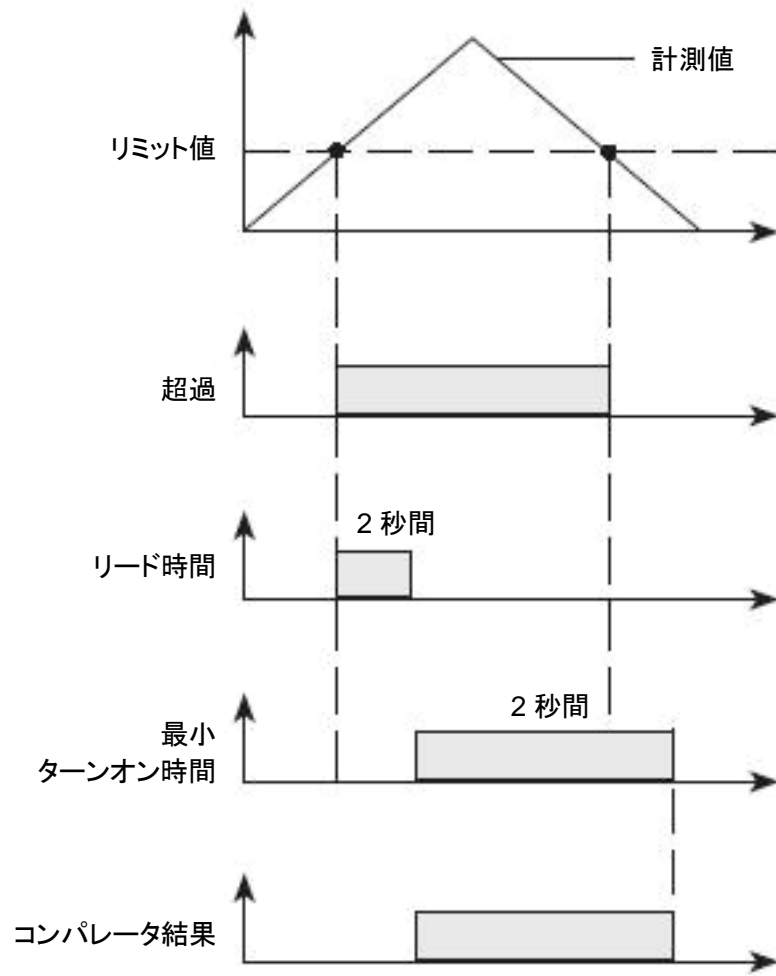 計測値
リミット値
超過
2 秒間
リード時間
2 秒間
最小
ターンオン時間
コンパレータ結果